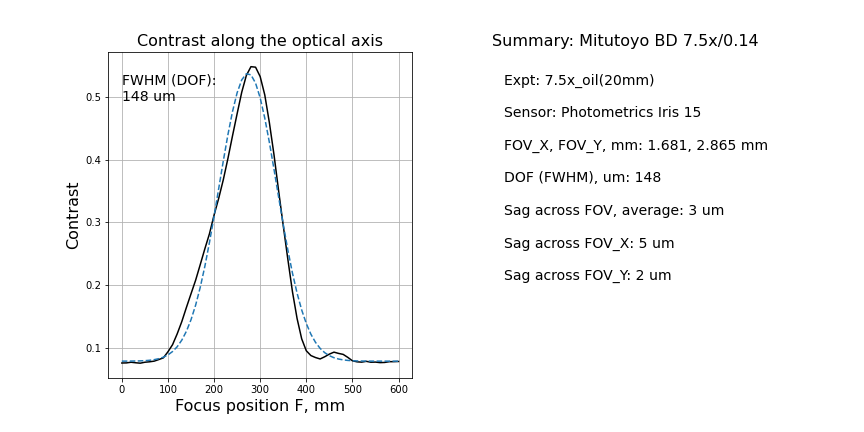 Contrast along the optical axis
FWHM (DOF):
148 um
0.5
0.4
0.3
0.2
0.1
Contrast
0 100 200 300 400 500 600
Focus position F, mm
Summary: Mitutoyo BD 7.5x/0.14
Expt: 7.5x_oil(20mm)
Sensor: Photometrics Iris 15
FOV_X, FOV_Y, mm: 1.681, 2.865 mm
DOF (FWHM), um: 148
Sag across FOV, average: 3 um
Sag across FOV_X: 5 um
Sag across FOV_Y: 2 um